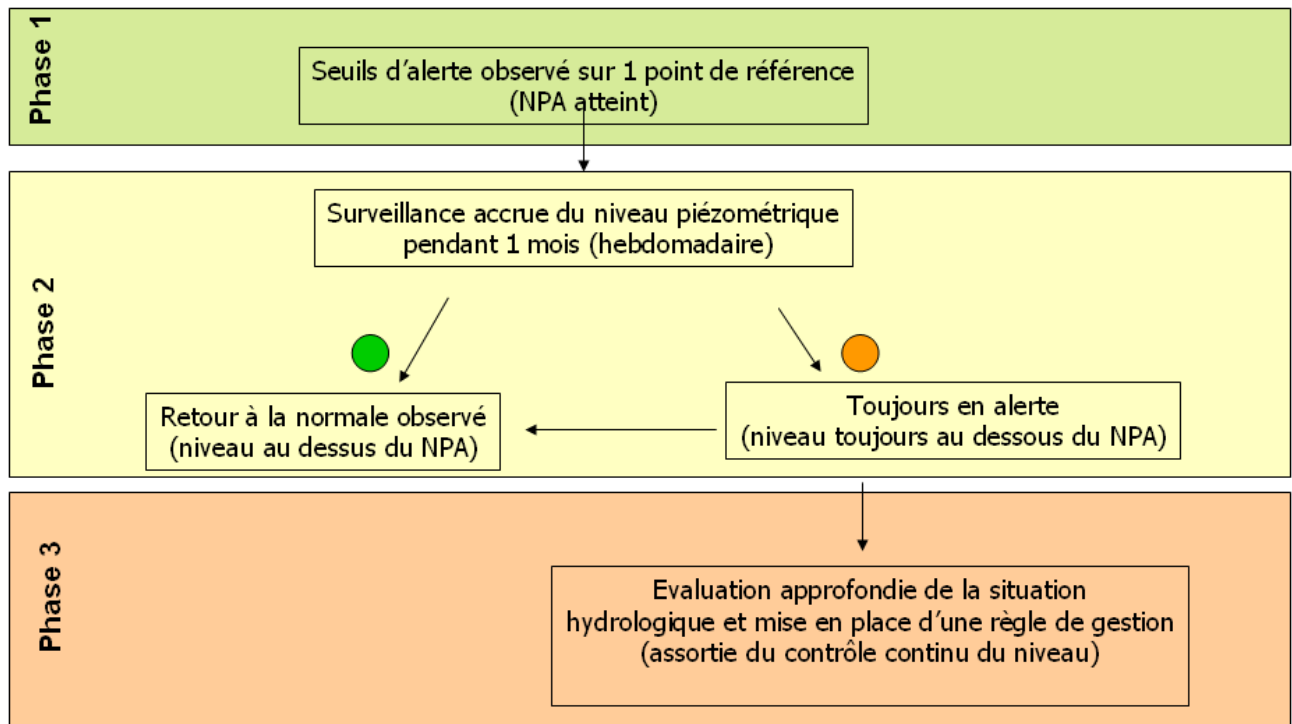 Phase 1
Seuils d'alerte observé sur 1 point de référence
(NPA atteint)
Phase 2
Surveillance accrue du niveau piézométrique
pendant 1 mois (hebdomadaire)
Retour à la normale observé
(niveau au dessus du NPA)
Toujours en alerte
(niveau toujours au dessous du NPA)
Phase 3
Evaluation approfondie de la situation
hydrologique et mise en place d'une règle de gestion
(assortie du contrôle continu du niveau)